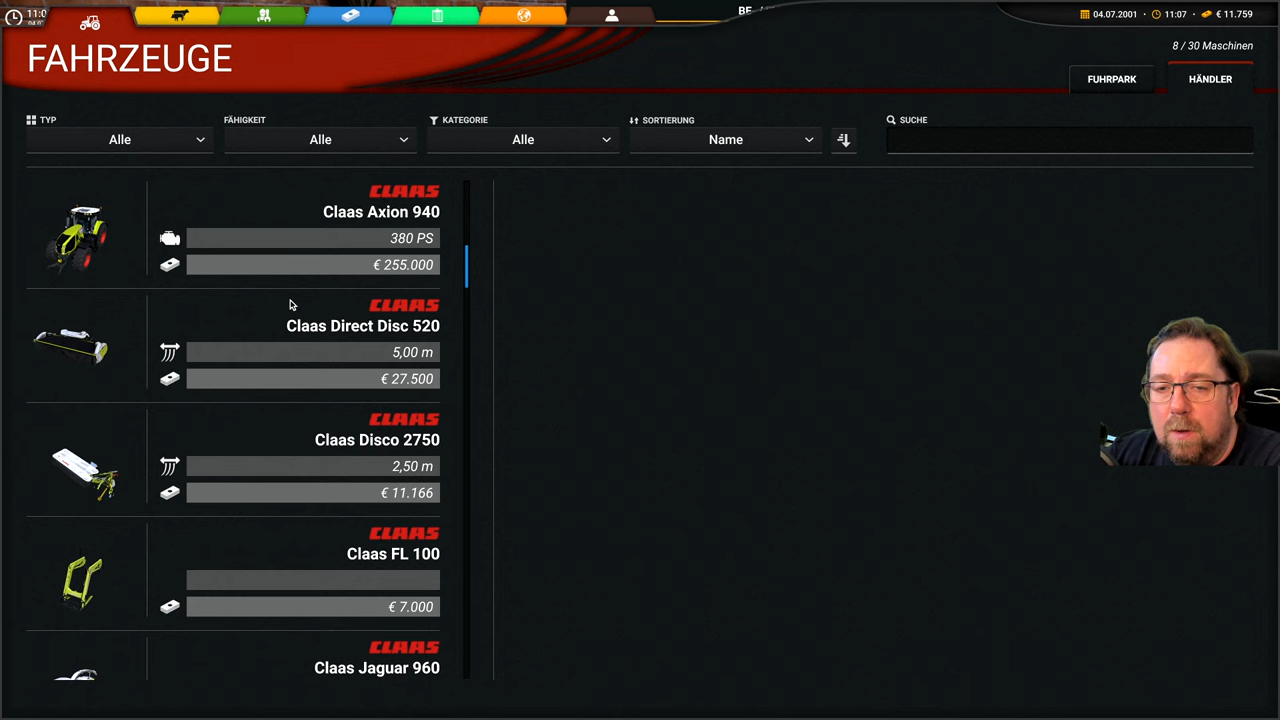 11:0
04.0
BE
04.07.2001 · 11:07 · € 11.759
FAHRZEUGE
8 / 30 Maschinen
FUHRPARK
HÄNDLER
TYP
FÄHIGKEIT
KATEGORIE
SORTIERUNG
SUCHE
Alle
Alle
Alle
Name
CLAAS
Claas Axion 940
380 PS
€ 255.000
CLAAS
Claas Direct Disc 520
5,00 m
€ 27.500
CLAAS
Claas Disco 2750
2,50 m
€ 11.166
CLAAS
Claas FL 100
€ 7.000
CLAAS
Claas Jaguar 960